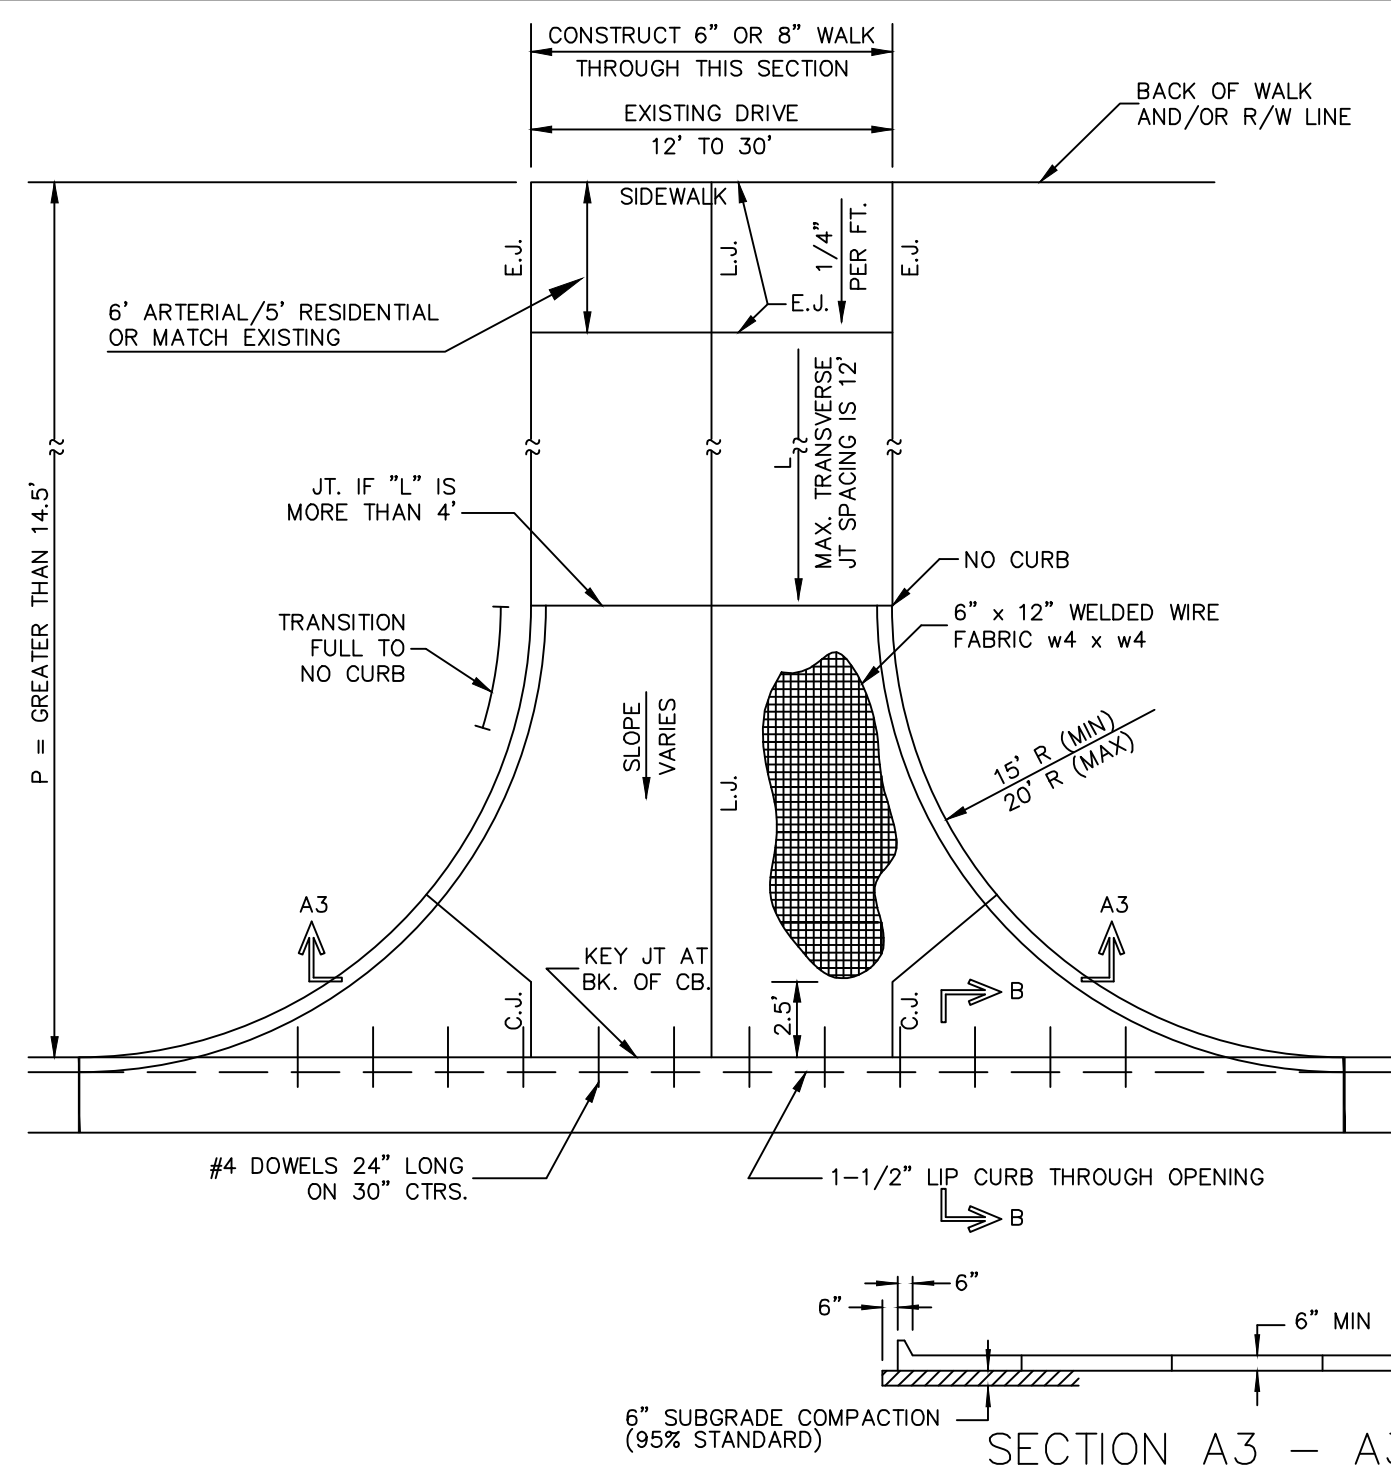 CONSTRUCT 6" OR 8" WALK
THROUGH THIS SECTION
EXISTING DRIVE
12' TO 30'
BACK OF WALK
AND/OR R/W LINE
SIDEWALK
E.J.
L.J.
1/4"
PER FT.
E.J.
E.J.
6' ARTERIAL/5' RESIDENTIAL
OR MATCH EXISTING
L
MAX. TRANSVERSE
JT SPACING IS 12'
JT. IF "L" IS
MORE THAN 4'
P = GREATER THAN 14.5'
NO CURB
6" x 12" WELDED WIRE
FABRIC w4 x w4
TRANSITION
FULL TO
NO CURB
SLOPE
VARIES
L.J.
15' R (MIN)
20' R (MAX)
A3
A3
KEY JT AT
BK. OF CB.
C.J.
2.5'
C.J.
B
#4 DOWELS 24" LONG
ON 30" CTRS.
1-1/2" LIP CURB THROUGH OPENING
B
6"
6"
6" MIN
6" SUBGRADE COMPACTION
(95% STANDARD)
SECTION A3 - A3